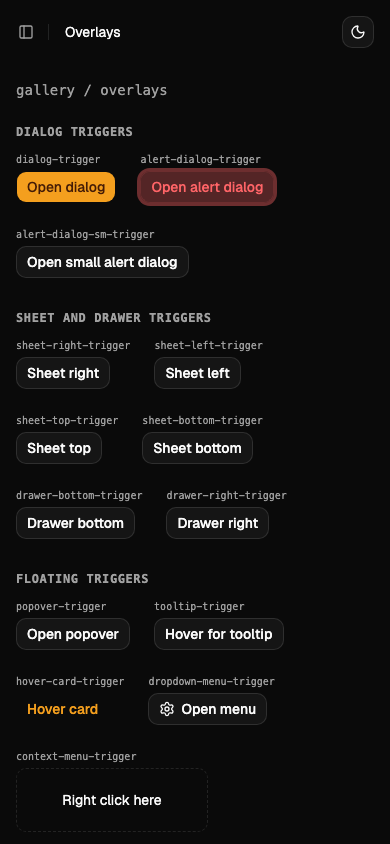 Overlays
gallery / overlays
DIALOG TRIGGERS
dialog-trigger
alert-dialog-trigger
Open dialog
Open alert dialog
alert-dialog-sm-trigger
Open small alert dialog
SHEET AND DRAWER TRIGGERS
sheet-right-trigger
sheet-left-trigger
Sheet right
Sheet left
sheet-top-trigger
sheet-bottom-trigger
Sheet top
Sheet bottom
drawer-bottom-trigger
drawer-right-trigger
Drawer bottom
Drawer right
FLOATING TRIGGERS
popover-trigger
tooltip-trigger
Open popover
Hover for tooltip
hover-card-trigger
dropdown-menu-trigger
Hover card
Open menu
context-menu-trigger
Right click here